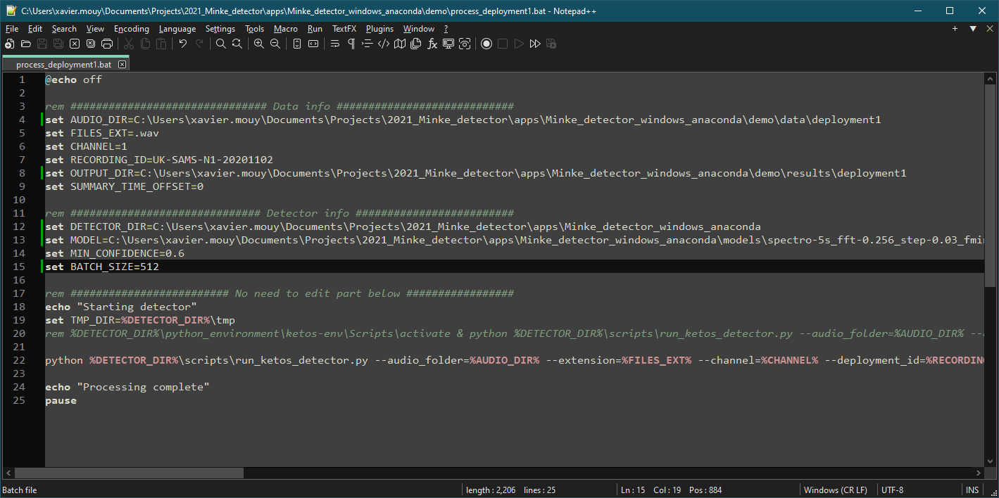 C:\Users\xavier.mouy\Documents\Projects\2021_Minke_detector\apps\Minke_detector_windows_anaconda\demo\process_deployment1.bat - Notepad++
File Edit Search View Encoding Language Settings Tools Macro Run TextFX Plugins Window ?
process_deployment1.bat
1 @echo off
2
3 rem ############################### Data info ############################
4 set AUDIO_DIR=C:\Users\xavier.mouy\Documents\Projects\2021_Minke_detector\apps\Minke_detector_windows_anaconda\demo\data\deployment1
5 set FILES_EXT=.wav
6 set CHANNEL=1
7 set RECORDING_ID=UK-SAMS-N1-20201102
8 set OUTPUT_DIR=C:\Users\xavier.mouy\Documents\Projects\2021_Minke_detector\apps\Minke_detector_windows_anaconda\demo\results\deployment1
9 set SUMMARY_TIME_OFFSET=0
10
11 rem ############################## Detector info #########################
12 set DETECTOR_DIR=C:\Users\xavier.mouy\Documents\Projects\2021_Minke_detector\apps\Minke_detector_windows_anaconda
13 set MODEL=C:\Users\xavier.mouy\Documents\Projects\2021_Minke_detector\apps\Minke_detector_windows_anaconda\models\spectro-5s_fft-0.256_step-0.03_fmin
14 set MIN_CONFIDENCE=0.6
15 set BATCH_SIZE=512
16
17 rem ######################### No need to edit part below #################
18 echo "Starting detector"
19 set TMP_DIR=%DETECTOR_DIR%\tmp
20 rem %DETECTOR_DIR%\python_environment\ketos-env\Scripts\activate & python %DETECTOR_DIR%\scripts\run_ketos_detector.py --audio_folder=%AUDIO_DIR% --
21
22 python %DETECTOR_DIR%\scripts\run_ketos_detector.py --audio_folder=%AUDIO_DIR% --extension=%FILES_EXT% --channel=%CHANNEL% --deployment_id=%RECORDING
23
24 echo "Processing complete"
25 pause
Batch file length : 2,206 lines : 25 Ln : 15 Col : 19 Pos : 884 Windows (CR LF) UTF-8 INS